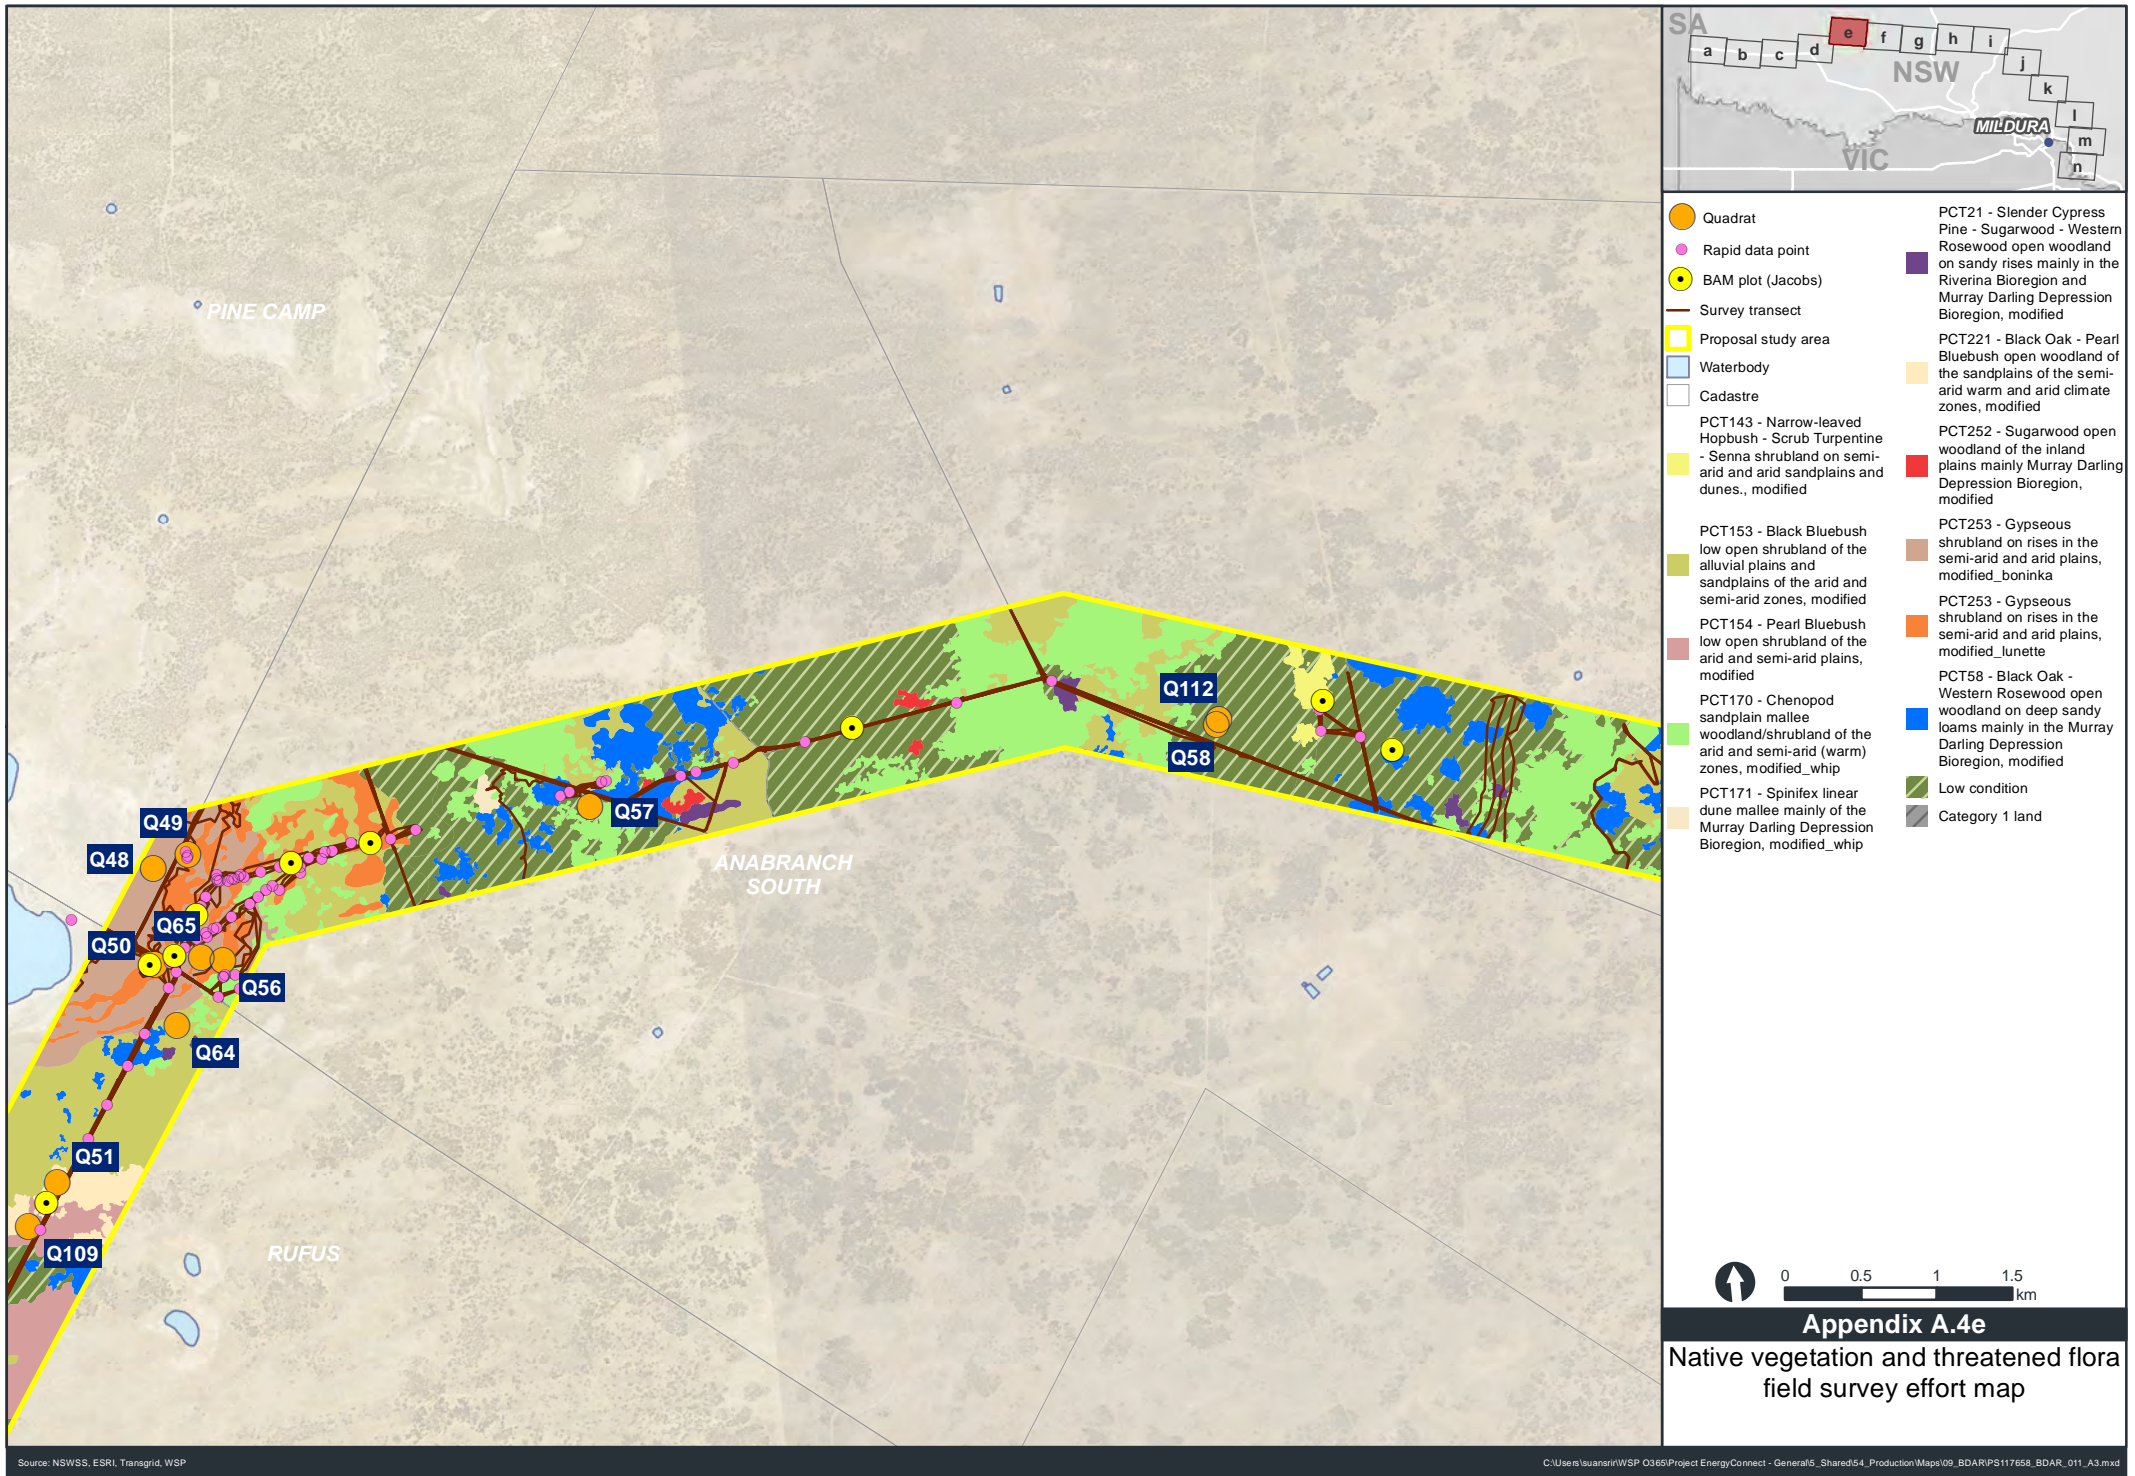 PINE CAMP
ANABRANCH
SOUTH
RUFUS
Q49
Q48
Q65
Q50
Q56
Q64
Q51
Q109
Q57
Q112
Q58
SA
a
b
c
d
e
f
g
h
i
j
k
l
m
n
NSW
MILDURA
VIC
Quadrat
Rapid data point
BAM plot (Jacobs)
Survey transect
Proposal study area
Waterbody
Cadastre
PCT143 - Narrow-leaved
Hopbush - Scrub Turpentine
- Senna shrubland on semi-
arid and arid sandplains and
dunes., modified
PCT153 - Black Bluebush
low open shrubland of the
alluvial plains and
sandplains of the arid and
semi-arid zones, modified
PCT154 - Pearl Bluebush
low open shrubland of the
arid and semi-arid plains,
modified
PCT170 - Chenopod
sandplain mallee
woodland/shrubland of the
arid and semi-arid (warm)
zones, modified_whip
PCT171 - Spinifex linear
dune mallee mainly of the
Murray Darling Depression
Bioregion, modified_whip
PCT21 - Slender Cypress
Pine - Sugarwood - Western
Rosewood open woodland
on sandy rises mainly in the
Riverina Bioregion and
Murray Darling Depression
Bioregion, modified
PCT221 - Black Oak - Pearl
Bluebush open woodland of
the sandplains of the semi-
arid warm and arid climate
zones, modified
PCT252 - Sugarwood open
woodland of the inland
plains mainly Murray Darling
Depression Bioregion,
modified
PCT253 - Gypseous
shrubland on rises in the
semi-arid and arid plains,
modified_boninka
PCT253 - Gypseous
shrubland on rises in the
semi-arid and arid plains,
modified_lunette
PCT58 - Black Oak -
Western Rosewood open
woodland on deep sandy
loams mainly in the Murray
Darling Depression
Bioregion, modified
Low condition
Category 1 land
0 0.5 1 1.5
km
Appendix A.4e
Native vegetation and threatened flora
field survey effort map
Source: NSWSS, ESRI, Transgrid, WSP
C:\Users\suansrir\WSP O365\Project EnergyConnect - General\5_Shared\54_Production\Maps\09_BDAR\PS117658_BDAR_011_A3.mxd